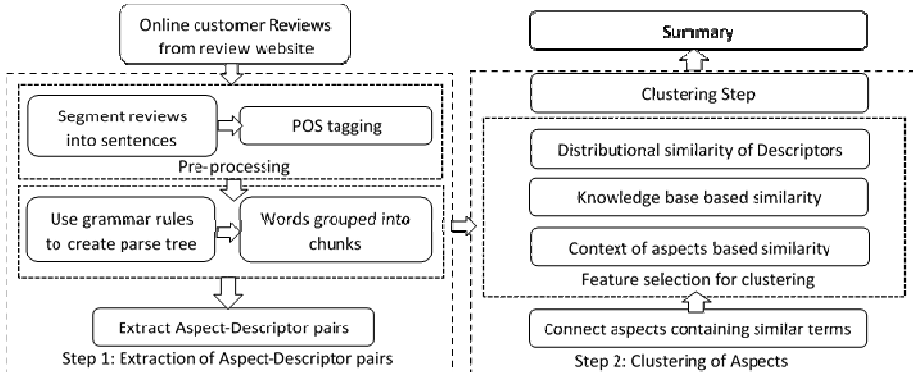 Online customer Reviews
from review website
Segment reviews
into sentences
POS tagging
Pre-processing
Use grammar rules
to create parse tree
Words grouped into
chunks
Extract Aspect-Descriptor pairs
Step 1: Extraction of Aspect-Descriptor pairs
Summary
Clustering Step
Distributional similarity of Descriptors
Knowledge base based similarity
Context of aspects based similarity
Feature selection for clustering
Connect aspects containing similar terms
Step 2: Clustering of Aspects